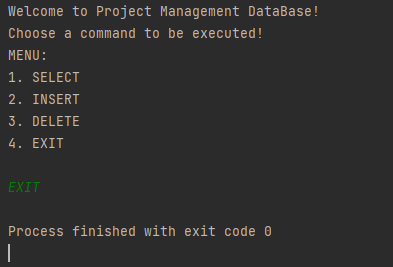 Welcome to Project Management DataBase!
Choose a command to be executed!
MENU:
1. SELECT
2. INSERT
3. DELETE
4. EXIT
EXIT
Process finished with exit code 0